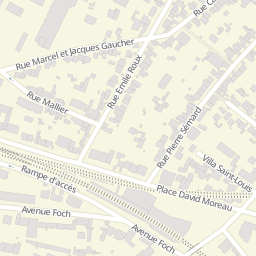 Rue C
Rue Marcel et Jacques Gaucher
Rue Emile Roux
Rue Mallier
Rue Pierre Sémard
Villa Saint-Louis
Rampe d'accès
Place David Moreau
Avenue Foch
Avenue Foch